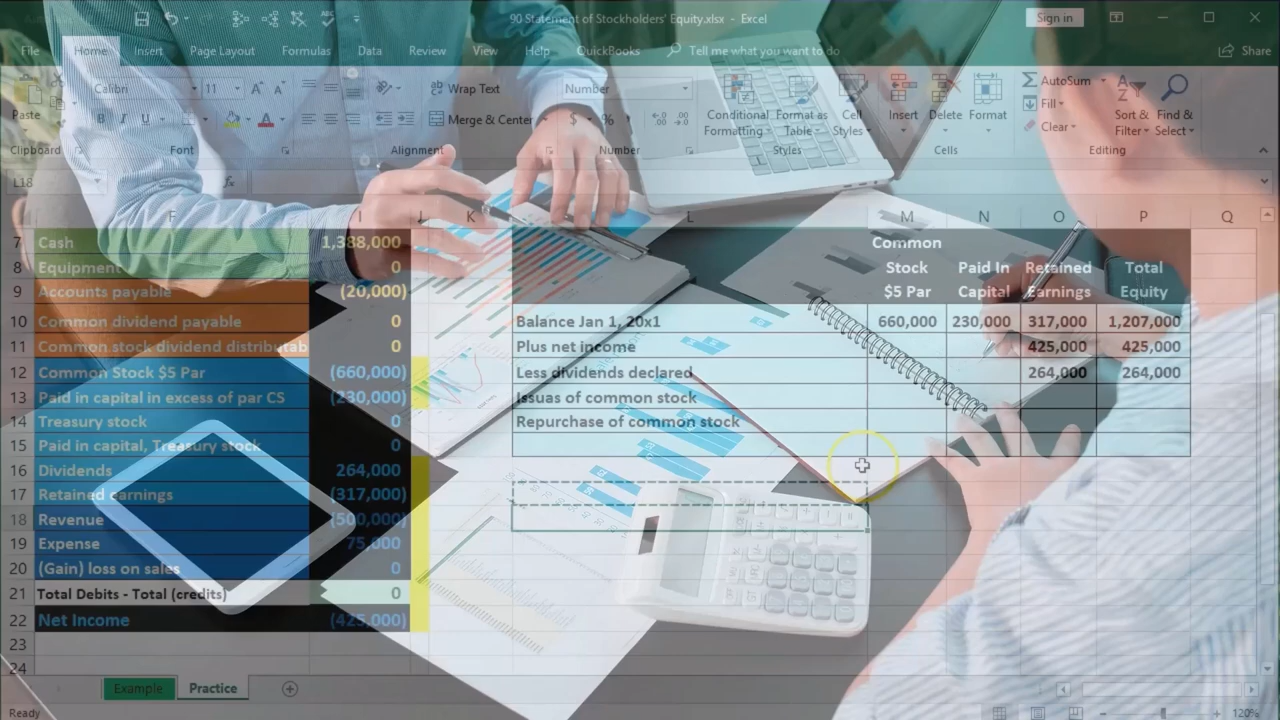 90 Statement of Stockholders' Equity.xlsx - Excel
Sign in
File Home Insert Page Layout Formulas Data Review View Help QuickBooks Tell me what you want to do Share
Calibri 11 Wrap Text Number AutoSum
Paste Merge & Center Conditional Formatting Format as Table Cell Styles Insert Delete Format Fill Clear Sort & Filter Find & Select
B I U $ %
Clipboard Font Alignment Number Styles Cells Editing
L18 fx
F I J K L M N O P Q
7 Cash 1,388,000 Common
8 Equipment 0 Stock Paid In Retained Total
9 Accounts payable (20,000) $5 Par Capital Earnings Equity
10 Common dividend payable 0 Balance Jan 1, 20x1 660,000 230,000 317,000 1,207,000
11 Common stock dividend distributab 0 Plus net income 425,000 425,000
12 Common Stock $5 Par (660,000) Less dividends declared 264,000 264,000
13 Paid in capital in excess of par CS (230,000) Issuas of common stock
14 Treasury stock 0 Repurchase of common stock
15 Paid in capital, Treasury stock 0
16 Dividends 264,000
17 Retained earnings (317,000)
18 Revenue (500,000)
19 Expense 75,000
20 (Gain) loss on sales 0
21 Total Debits - Total (credits) 0
22 Net Income (425,000)
23
24
Example Practice
Ready 120%